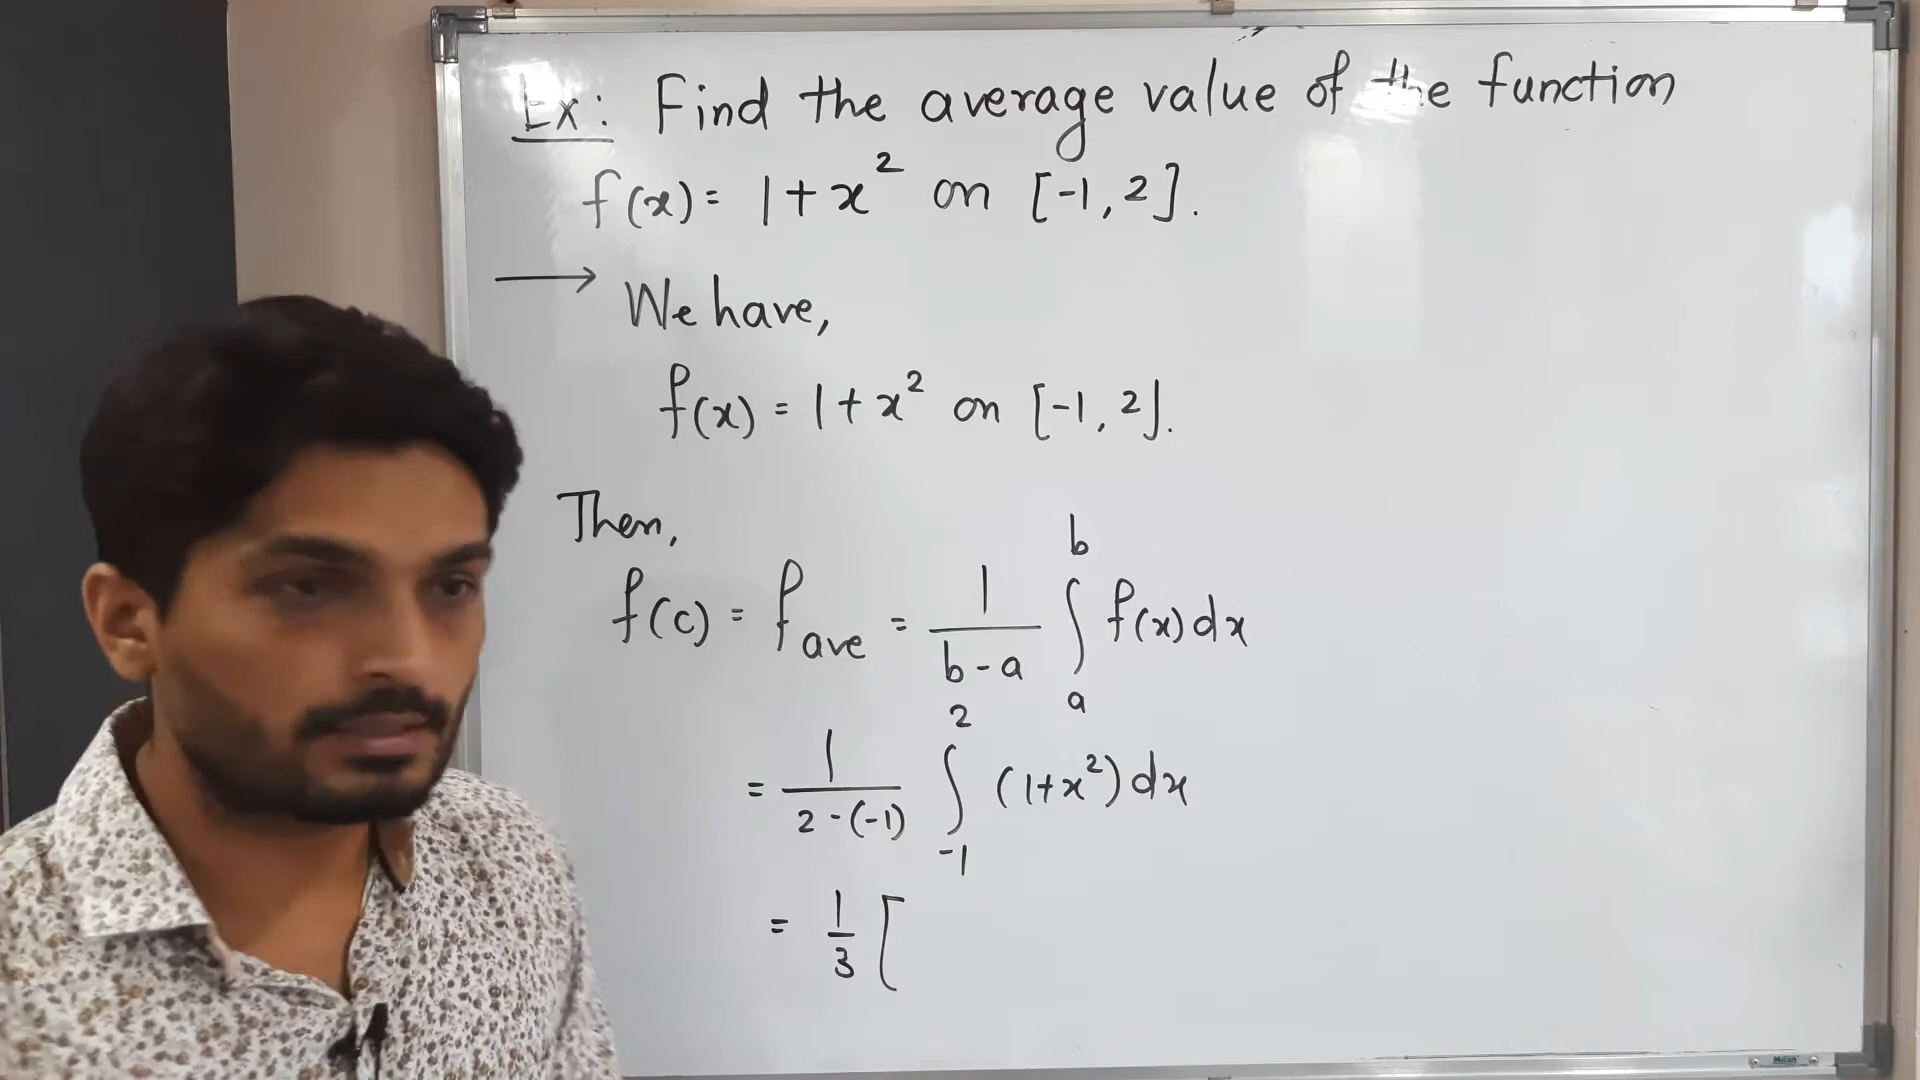 Ex: Find the average value of the function
f(x) = 1+x² on [-1, 2].
⟶ We have,
f(x) = 1+x² on [-1, 2].
Then,
f(c) = f_ave = 1/(b-a) ∫_a^b f(x)dx
= 1/(2-(-1)) ∫_-1^2 (1+x²)dx
= 1/3 [